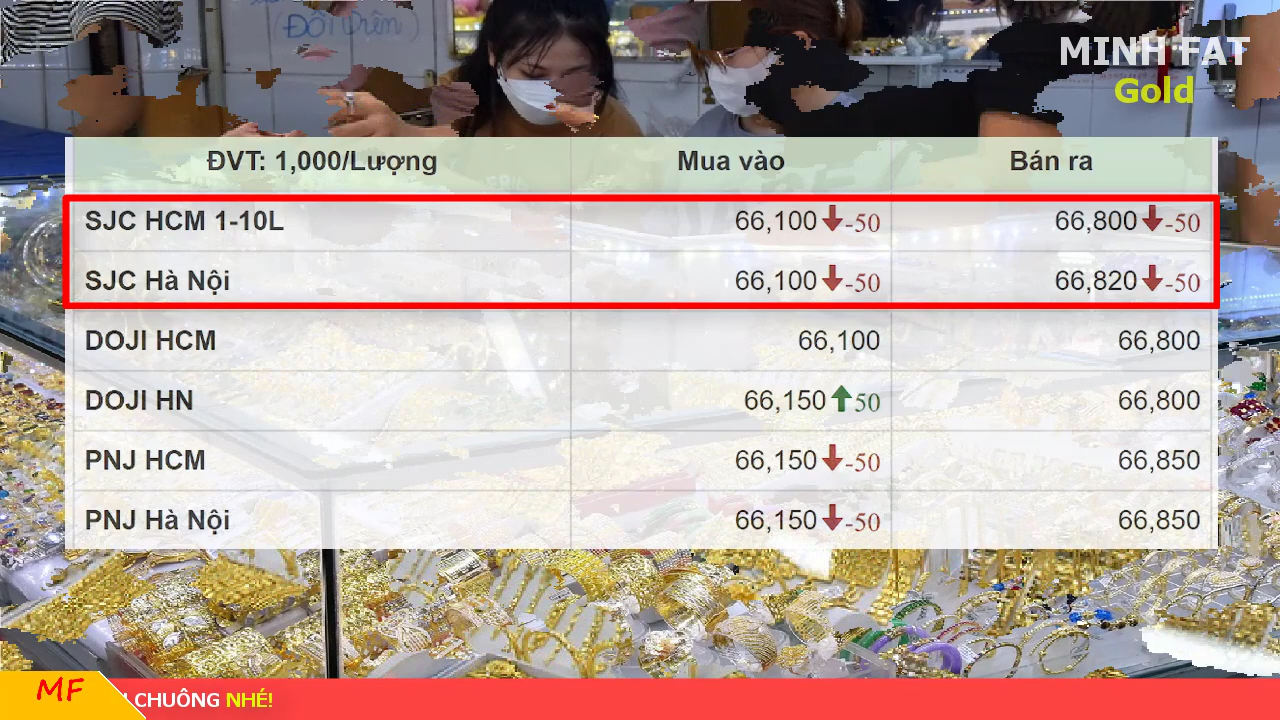 (Đổi trên)
MINH FAT
Gold
ĐVT: 1,000/Lượng Mua vào Bán ra
SJC HCM 1-10L 66,100 -50 66,800 -50
SJC Hà Nội 66,100 -50 66,820 -50
DOJI HCM 66,100 66,800
DOJI HN 66,150 50 66,800
PNJ HCM 66,150 -50 66,850
PNJ Hà Nội 66,150 -50 66,850
MF CHUÔNG NHÉ!